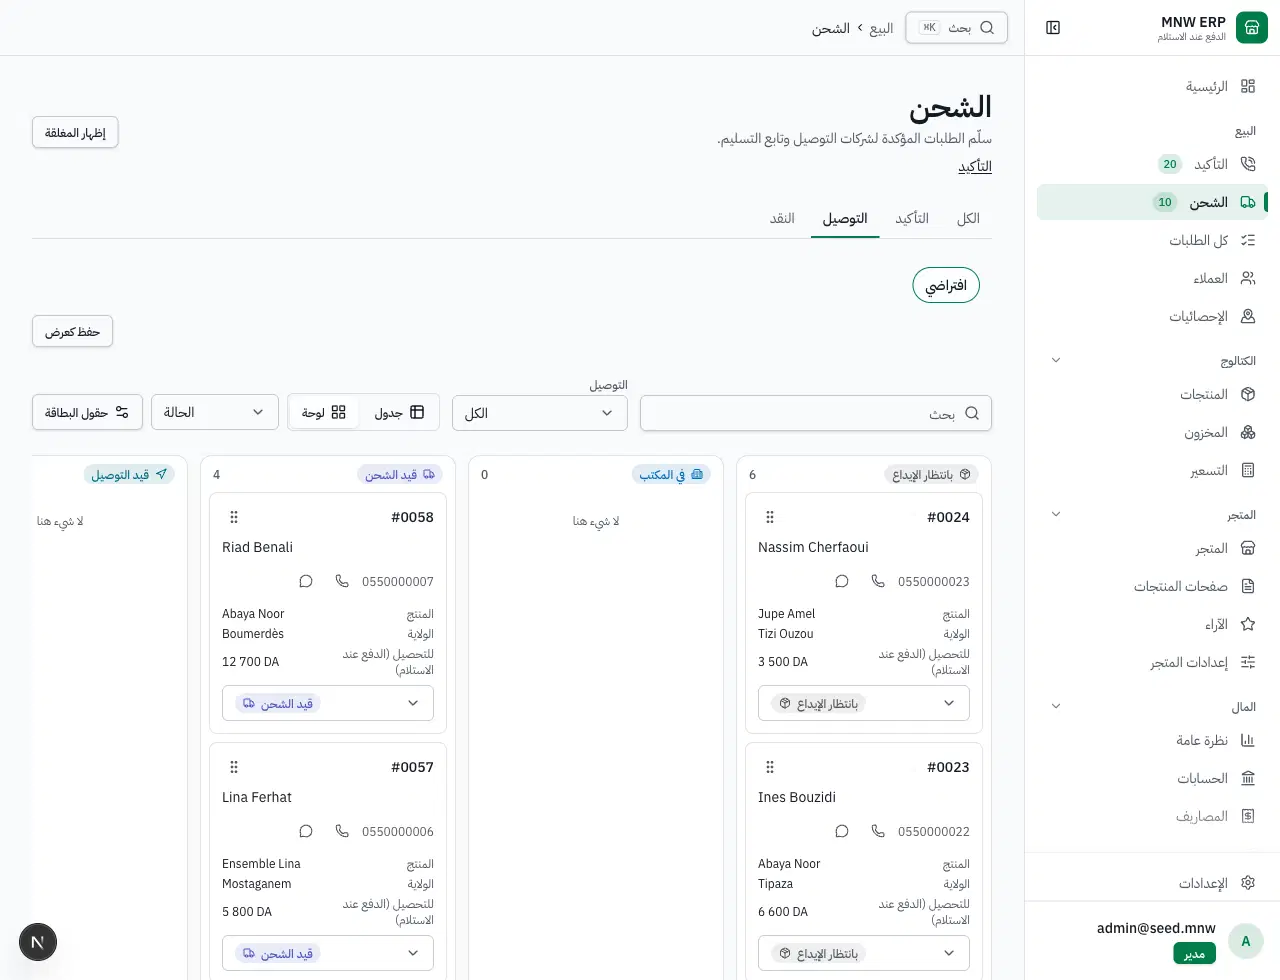 MNW ERP
الدفع عند الاستلام
الرئيسية
البيع
التأكيد 20
الشحن 10
كل الطلبات
العملاء
الإحصائيات
الكتالوج
المنتجات
المخزون
التسعير
المتجر
المتجر
صفحات المنتجات
الآراء
إعدادات المتجر
المال
نظرة عامة
الحسابات
المصاريف
الإعدادات
admin@seed.mnw
مدير
A
بحث ⌘K
البيع › الشحن
الشحن
سلّم الطلبات المؤكدة لشركات التوصيل وتابع التسليم.
التأكيد
إظهار المغلقة
الكل التأكيد التوصيل النقد
افتراضي
حفظ كعرض
التوصيل
بحث
الكل
جدول لوحة
الحالة
حقول البطاقة
بانتظار الإيداع 6
#0024
Nassim Cherfaoui
0550000023
المنتج Jupe Amel
الولاية Tizi Ouzou
للتحصيل (الدفع عند الاستلام) 3 500 DA
بانتظار الإيداع
#0023
Ines Bouzidi
0550000022
المنتج Abaya Noor
الولاية Tipaza
للتحصيل (الدفع عند الاستلام) 6 600 DA
بانتظار الإيداع
في المكتب 0
لا شيء هنا
قيد الشحن 4
#0058
Riad Benali
0550000007
المنتج Abaya Noor
الولاية Boumerdès
للتحصيل (الدفع عند الاستلام) 12 700 DA
قيد الشحن
#0057
Lina Ferhat
0550000006
المنتج Ensemble Lina
الولاية Mostaganem
للتحصيل (الدفع عند الاستلام) 5 800 DA
قيد الشحن
قيد التوصيل
لا شيء هنا
N